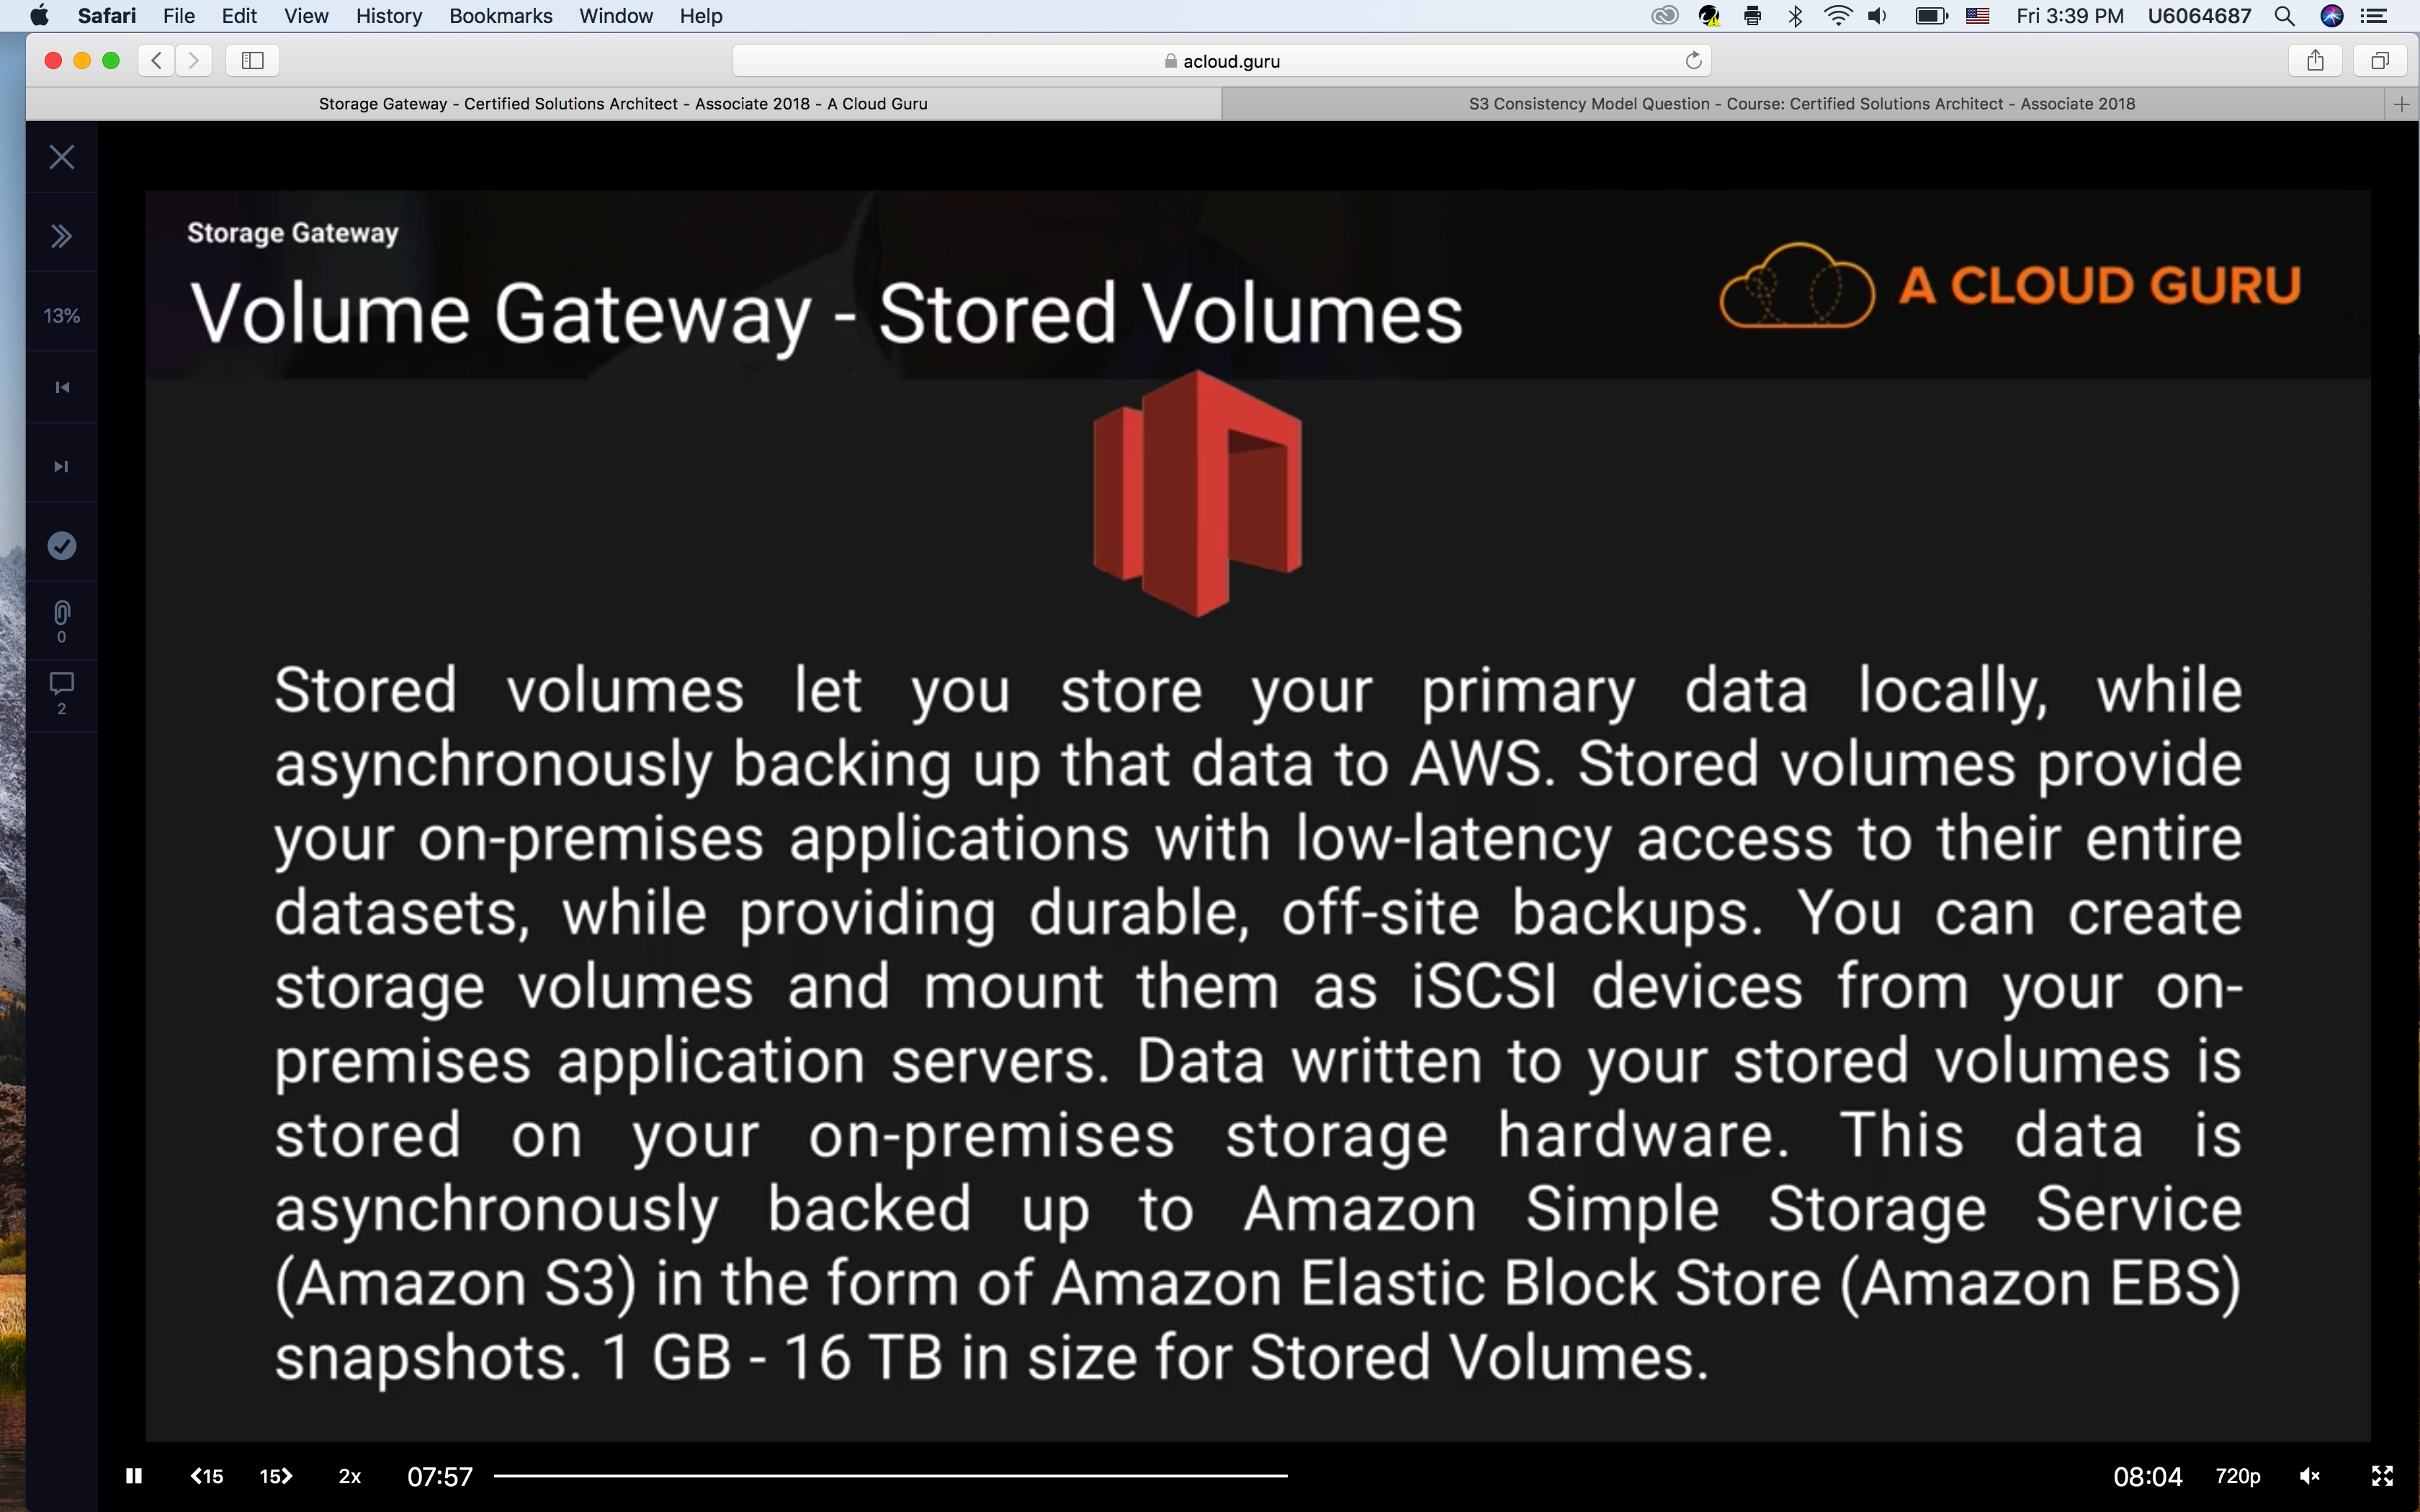 Safari File Edit View History Bookmarks Window Help Fri 3:39 PM U6064687
acloud.guru
Storage Gateway - Certified Solutions Architect - Associate 2018 - A Cloud Guru
S3 Consistency Model Question - Course: Certified Solutions Architect - Associate 2018
13%
0
2
Storage Gateway
Volume Gateway - Stored Volumes
A CLOUD GURU
Stored volumes let you store your primary data locally, while
asynchronously backing up that data to AWS. Stored volumes provide
your on-premises applications with low-latency access to their entire
datasets, while providing durable, off-site backups. You can create
storage volumes and mount them as iSCSI devices from your on-
premises application servers. Data written to your stored volumes is
stored on your on-premises storage hardware. This data is
asynchronously backed up to Amazon Simple Storage Service
(Amazon S3) in the form of Amazon Elastic Block Store (Amazon EBS)
snapshots. 1 GB - 16 TB in size for Stored Volumes.
15 15 2x 07:57 08:04 720p